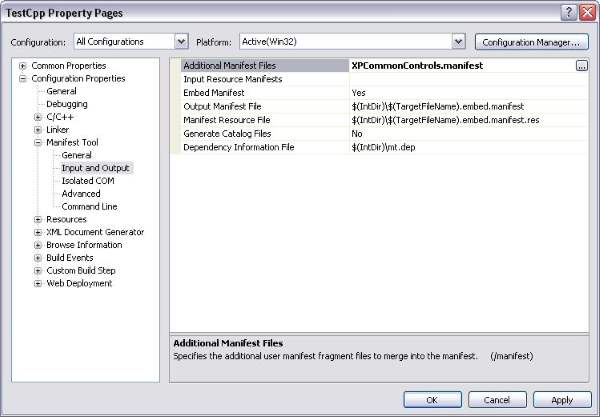 TestCpp Property Pages
Configuration: All Configurations Platform: Active(Win32) Configuration Manager...
Common Properties
Configuration Properties
General
Debugging
C/C++
Linker
Manifest Tool
General
Input and Output
Isolated COM
Advanced
Command Line
Resources
XML Document Generator
Browse Information
Build Events
Custom Build Step
Web Deployment
Additional Manifest Files XPCommonControls.manifest ...
Input Resource Manifests
Embed Manifest Yes
Output Manifest File $(IntDir)\$(TargetFileName).embed.manifest
Manifest Resource File $(IntDir)\$(TargetFileName).embed.manifest.res
Generate Catalog Files No
Dependency Information File $(IntDir)\mt.dep
Additional Manifest Files
Specifies the additional user manifest fragment files to merge into the manifest. (/manifest)
OK Cancel Apply